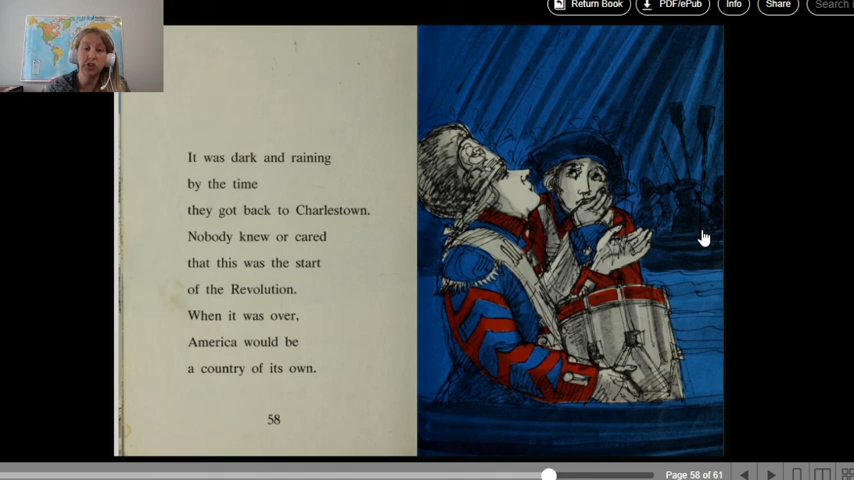 Return Book
PDF/ePub
Info
Share
Search
It was dark and raining
by the time
they got back to Charlestown.
Nobody knew or cared
that this was the start
of the Revolution.
When it was over,
America would be
a country of its own.
58
Page 58 of 61